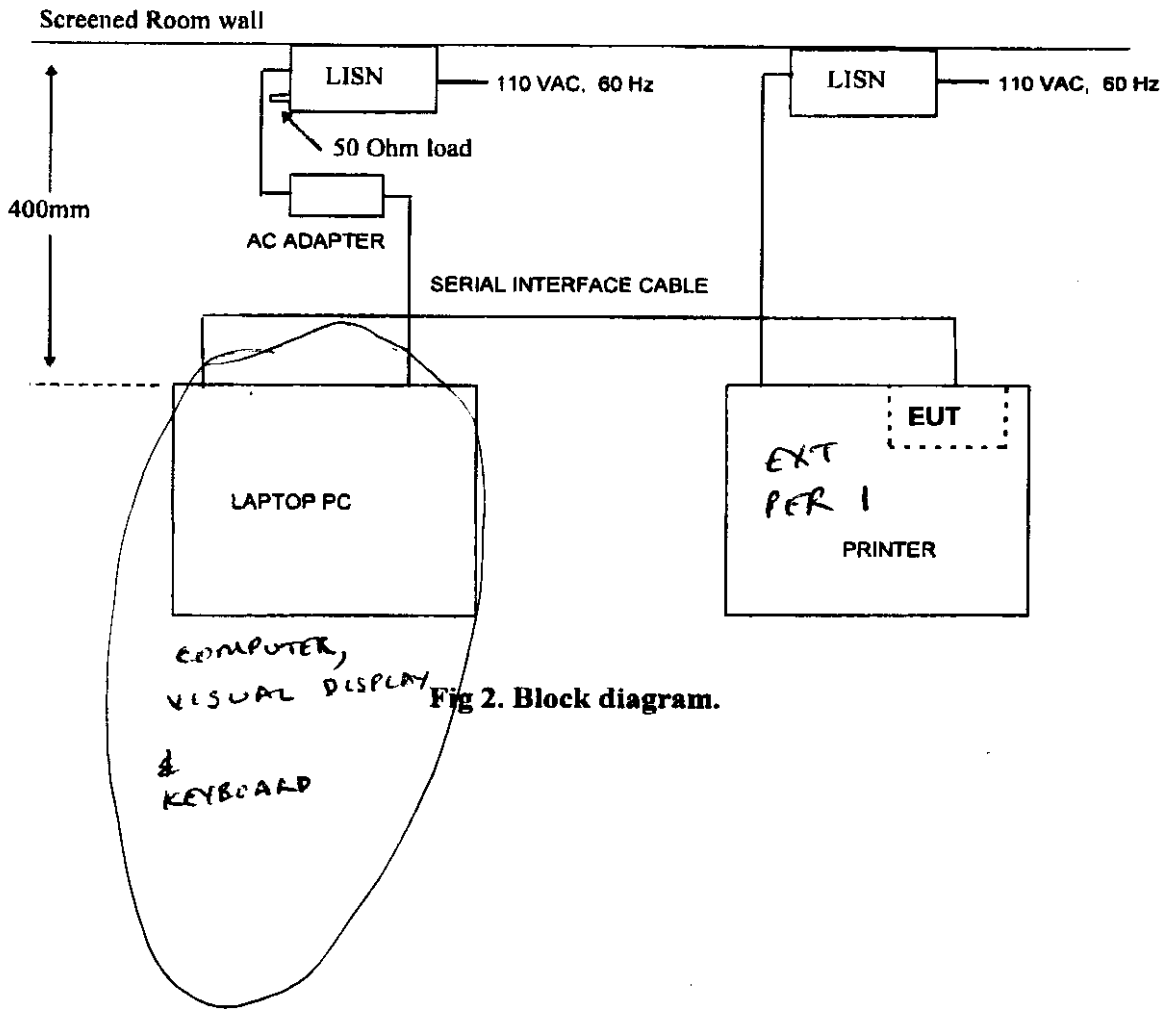 Screened Room wall
LISN
110 VAC, 60 Hz
LISN
110 VAC, 60 Hz
50 Ohm load
400mm
AC ADAPTER
SERIAL INTERFACE CABLE
EUT
EXT
PER 1
LAPTOP PC
PRINTER
COMPUTER,
VISUAL DISPLAY
&
KEYBOARD
Fig 2. Block diagram.